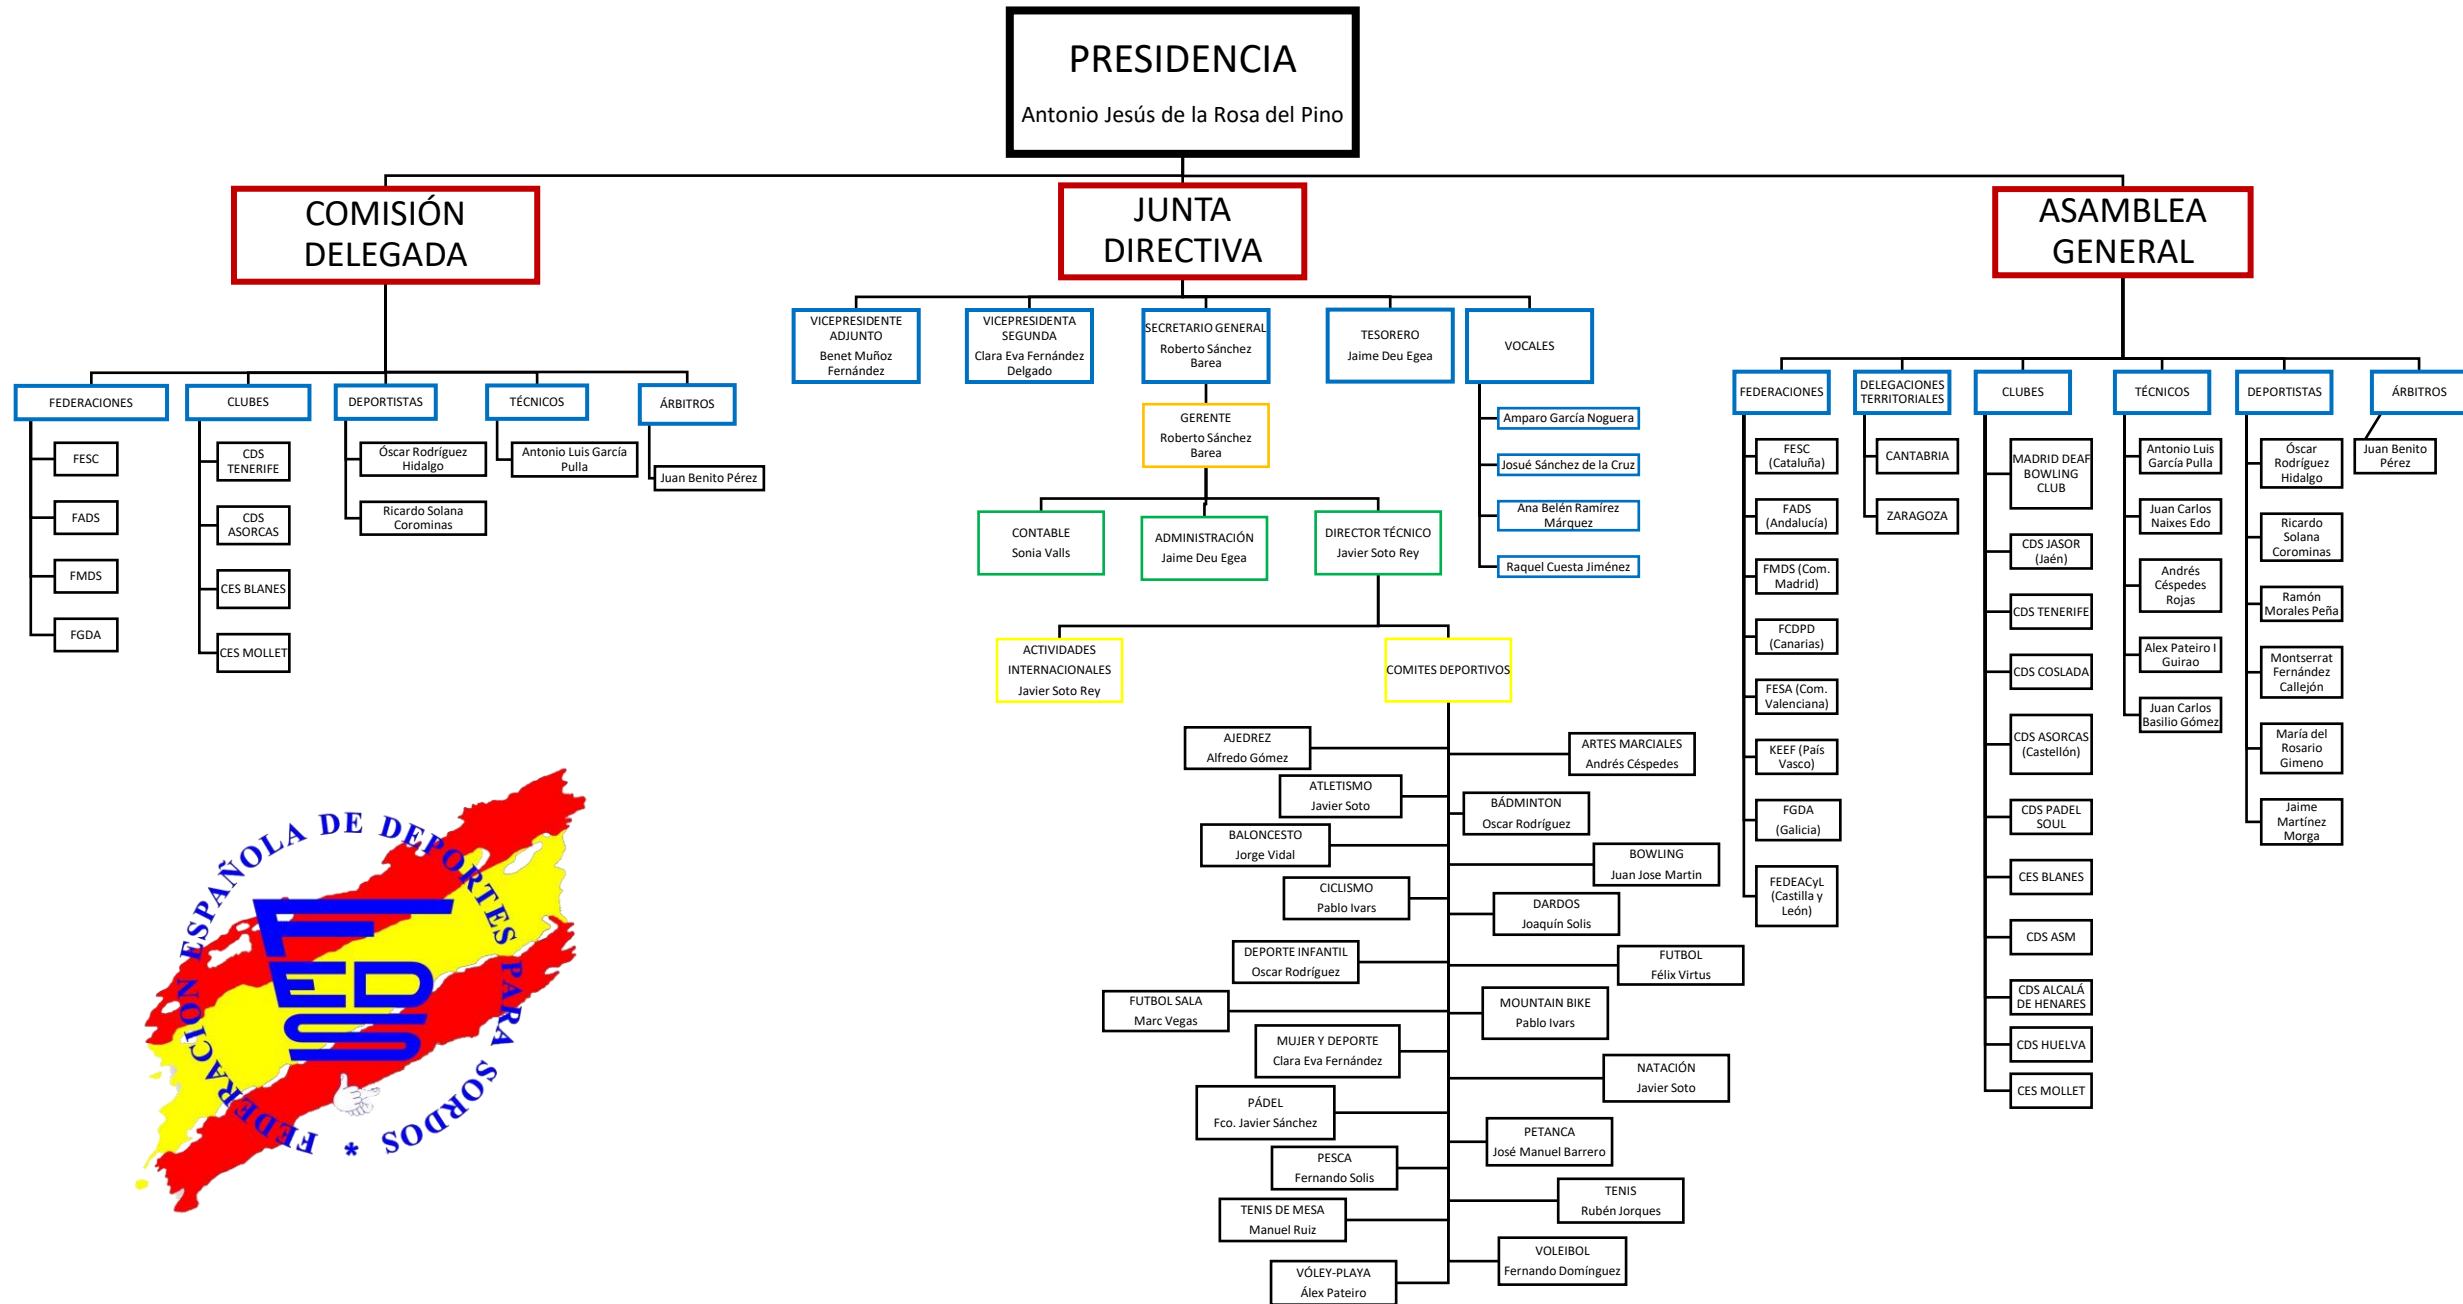 PRESIDENCIA
Antonio Jesús de la Rosa del Pino
COMISIÓN
DELEGADA
FEDERACIONES
FESC
FADS
FMDS
FGDA
CLUBES
CDS
TENERIFE
CDS
ASORCAS
CES BLANES
CES MOLLET
DEPORTISTAS
Óscar Rodríguez
Hidalgo
Ricardo Solana
Corominas
TÉCNICOS
Antonio Luis García
Pulla
ÁRBITROS
Juan Benito Pérez
JUNTA
DIRECTIVA
VICEPRESIDENTE
ADJUNTO
Benet Muñoz
Fernández
VICEPRESIDENTA
SEGUNDA
Clara Eva Fernández
Delgado
SECRETARIO GENERAL
Roberto Sánchez
Barea
TESORERO
Jaime Deu Egea
VOCALES
Amparo García Noguera
Josué Sánchez de la Cruz
Ana Belén Ramírez
Márquez
Raquel Cuesta Jiménez
GERENTE
Roberto Sánchez
Barea
CONTABLE
Sonia Valls
ADMINISTRACIÓN
Jaime Deu Egea
DIRECTOR TÉCNICO
Javier Soto Rey
ACTIVIDADES
INTERNACIONALES
Javier Soto Rey
COMITES DEPORTIVOS
AJEDREZ
Alfredo Gómez
ARTES MARCIALES
Andrés Céspedes
ATLETISMO
Javier Soto
BÁDMINTON
Oscar Rodríguez
BALONCESTO
Jorge Vidal
BOWLING
Juan Jose Martin
CICLISMO
Pablo Ivars
DARDOS
Joaquín Solis
DEPORTE INFANTIL
Oscar Rodríguez
FUTBOL
Félix Virtus
FUTBOL SALA
Marc Vegas
MOUNTAIN BIKE
Pablo Ivars
MUJER Y DEPORTE
Clara Eva Fernández
NATACIÓN
Javier Soto
PÁDEL
Fco. Javier Sánchez
PETANCA
José Manuel Barrero
PESCA
Fernando Solis
TENIS
Rubén Jorques
TENIS DE MESA
Manuel Ruiz
VOLEIBOL
Fernando Domínguez
VÓLEY-PLAYA
Álex Pateiro
ASAMBLEA
GENERAL
FEDERACIONES
FESC
(Cataluña)
FADS
(Andalucía)
FMDS (Com.
Madrid)
FCDPD
(Canarias)
FESA (Com.
Valenciana)
KEEF (País
Vasco)
FGDA
(Galicia)
FEDEACyL
(Castilla y
León)
DELEGACIONES
TERRITORIALES
CANTABRIA
ZARAGOZA
CLUBES
MADRID DEAF
BOWLING
CLUB
CDS JASOR
(Jaén)
CDS TENERIFE
CDS COSLADA
CDS ASORCAS
(Castellón)
CDS PADEL
SOUL
CES BLANES
CDS ASM
CDS ALCALÁ
DE HENARES
CDS HUELVA
CES MOLLET
TÉCNICOS
Antonio Luis
García Pulla
Juan Carlos
Naixes Edo
Andrés
Céspedes
Rojas
Alex Pateiro I
Guirao
Juan Carlos
Basilio Gómez
DEPORTISTAS
Óscar
Rodríguez
Hidalgo
Ricardo
Solana
Corominas
Ramón
Morales Peña
Montserrat
Fernández
Callejón
María del
Rosario
Gimeno
Jaime
Martínez
Morga
ÁRBITROS
Juan Benito
Pérez
FEDERACIÓN ESPAÑOLA DE DEPORTES PARA SORDOS *
F
ED
S